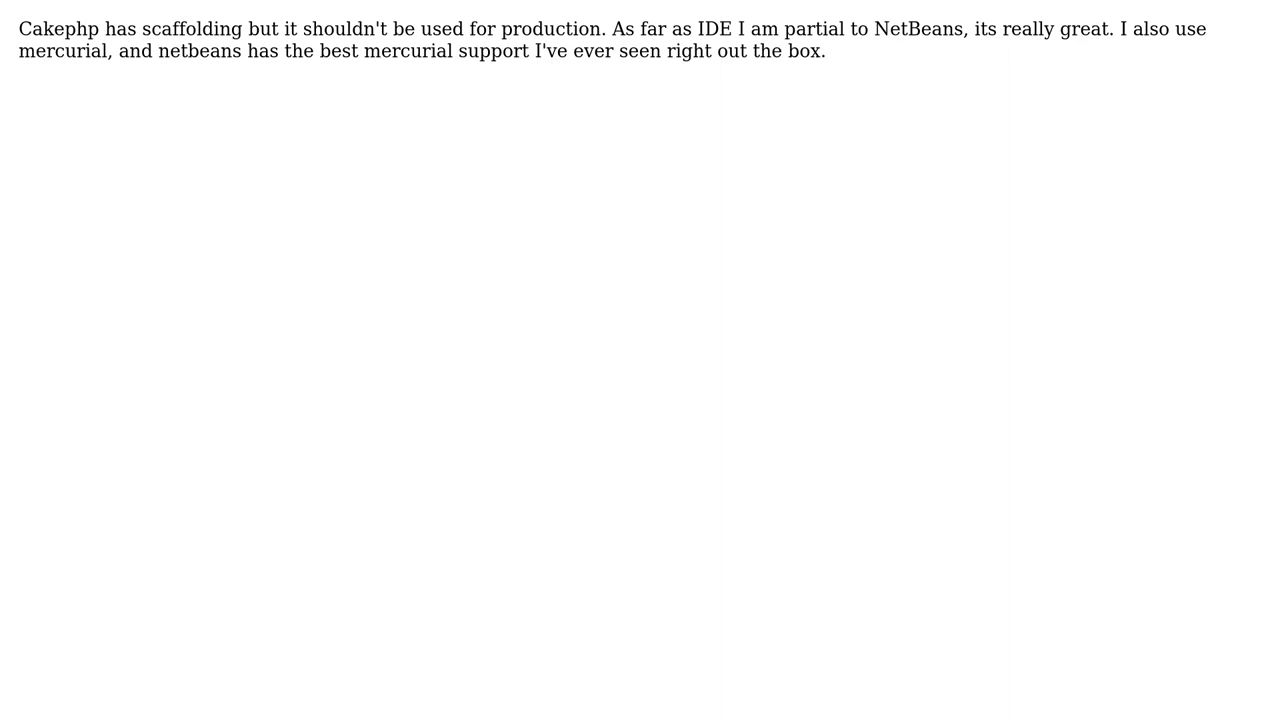 Cakephp has scaffolding but it shouldn't be used for production. As far as IDE I am partial to NetBeans, its really great. I also use
mercurial, and netbeans has the best mercurial support I've ever seen right out the box.